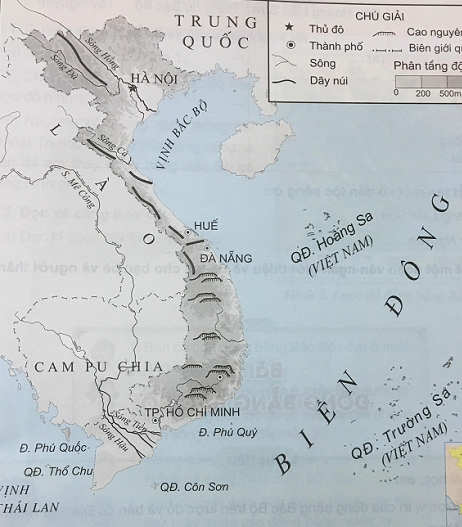 TRUNG
QUỐC
CHÚ GIẢI
Thủ đô
Thành phố
Sông
Dãy núi
Cao nguyên
Biên giới qu
Phân tầng độ
0 200 500m
Sông Hồng
Sông Đà
HÀ NỘI
VỊNH BẮC BỘ
LÀO
Sông Cả
S. Mê Công
HUẾ
ĐÀ NẴNG
QĐ. Hoàng Sa
(VIỆT NAM)
BIỂN ĐÔNG
CAM PU CHIA
TP. HỒ CHÍ MINH
Sông Tiền
Sông Hậu
Đ. Phú Quý
Đ. Phú Quốc
QĐ. Thổ Chu
QĐ. Côn Sơn
QĐ. Trường Sa
(VIỆT NAM)
VỊNH
THÁI LAN